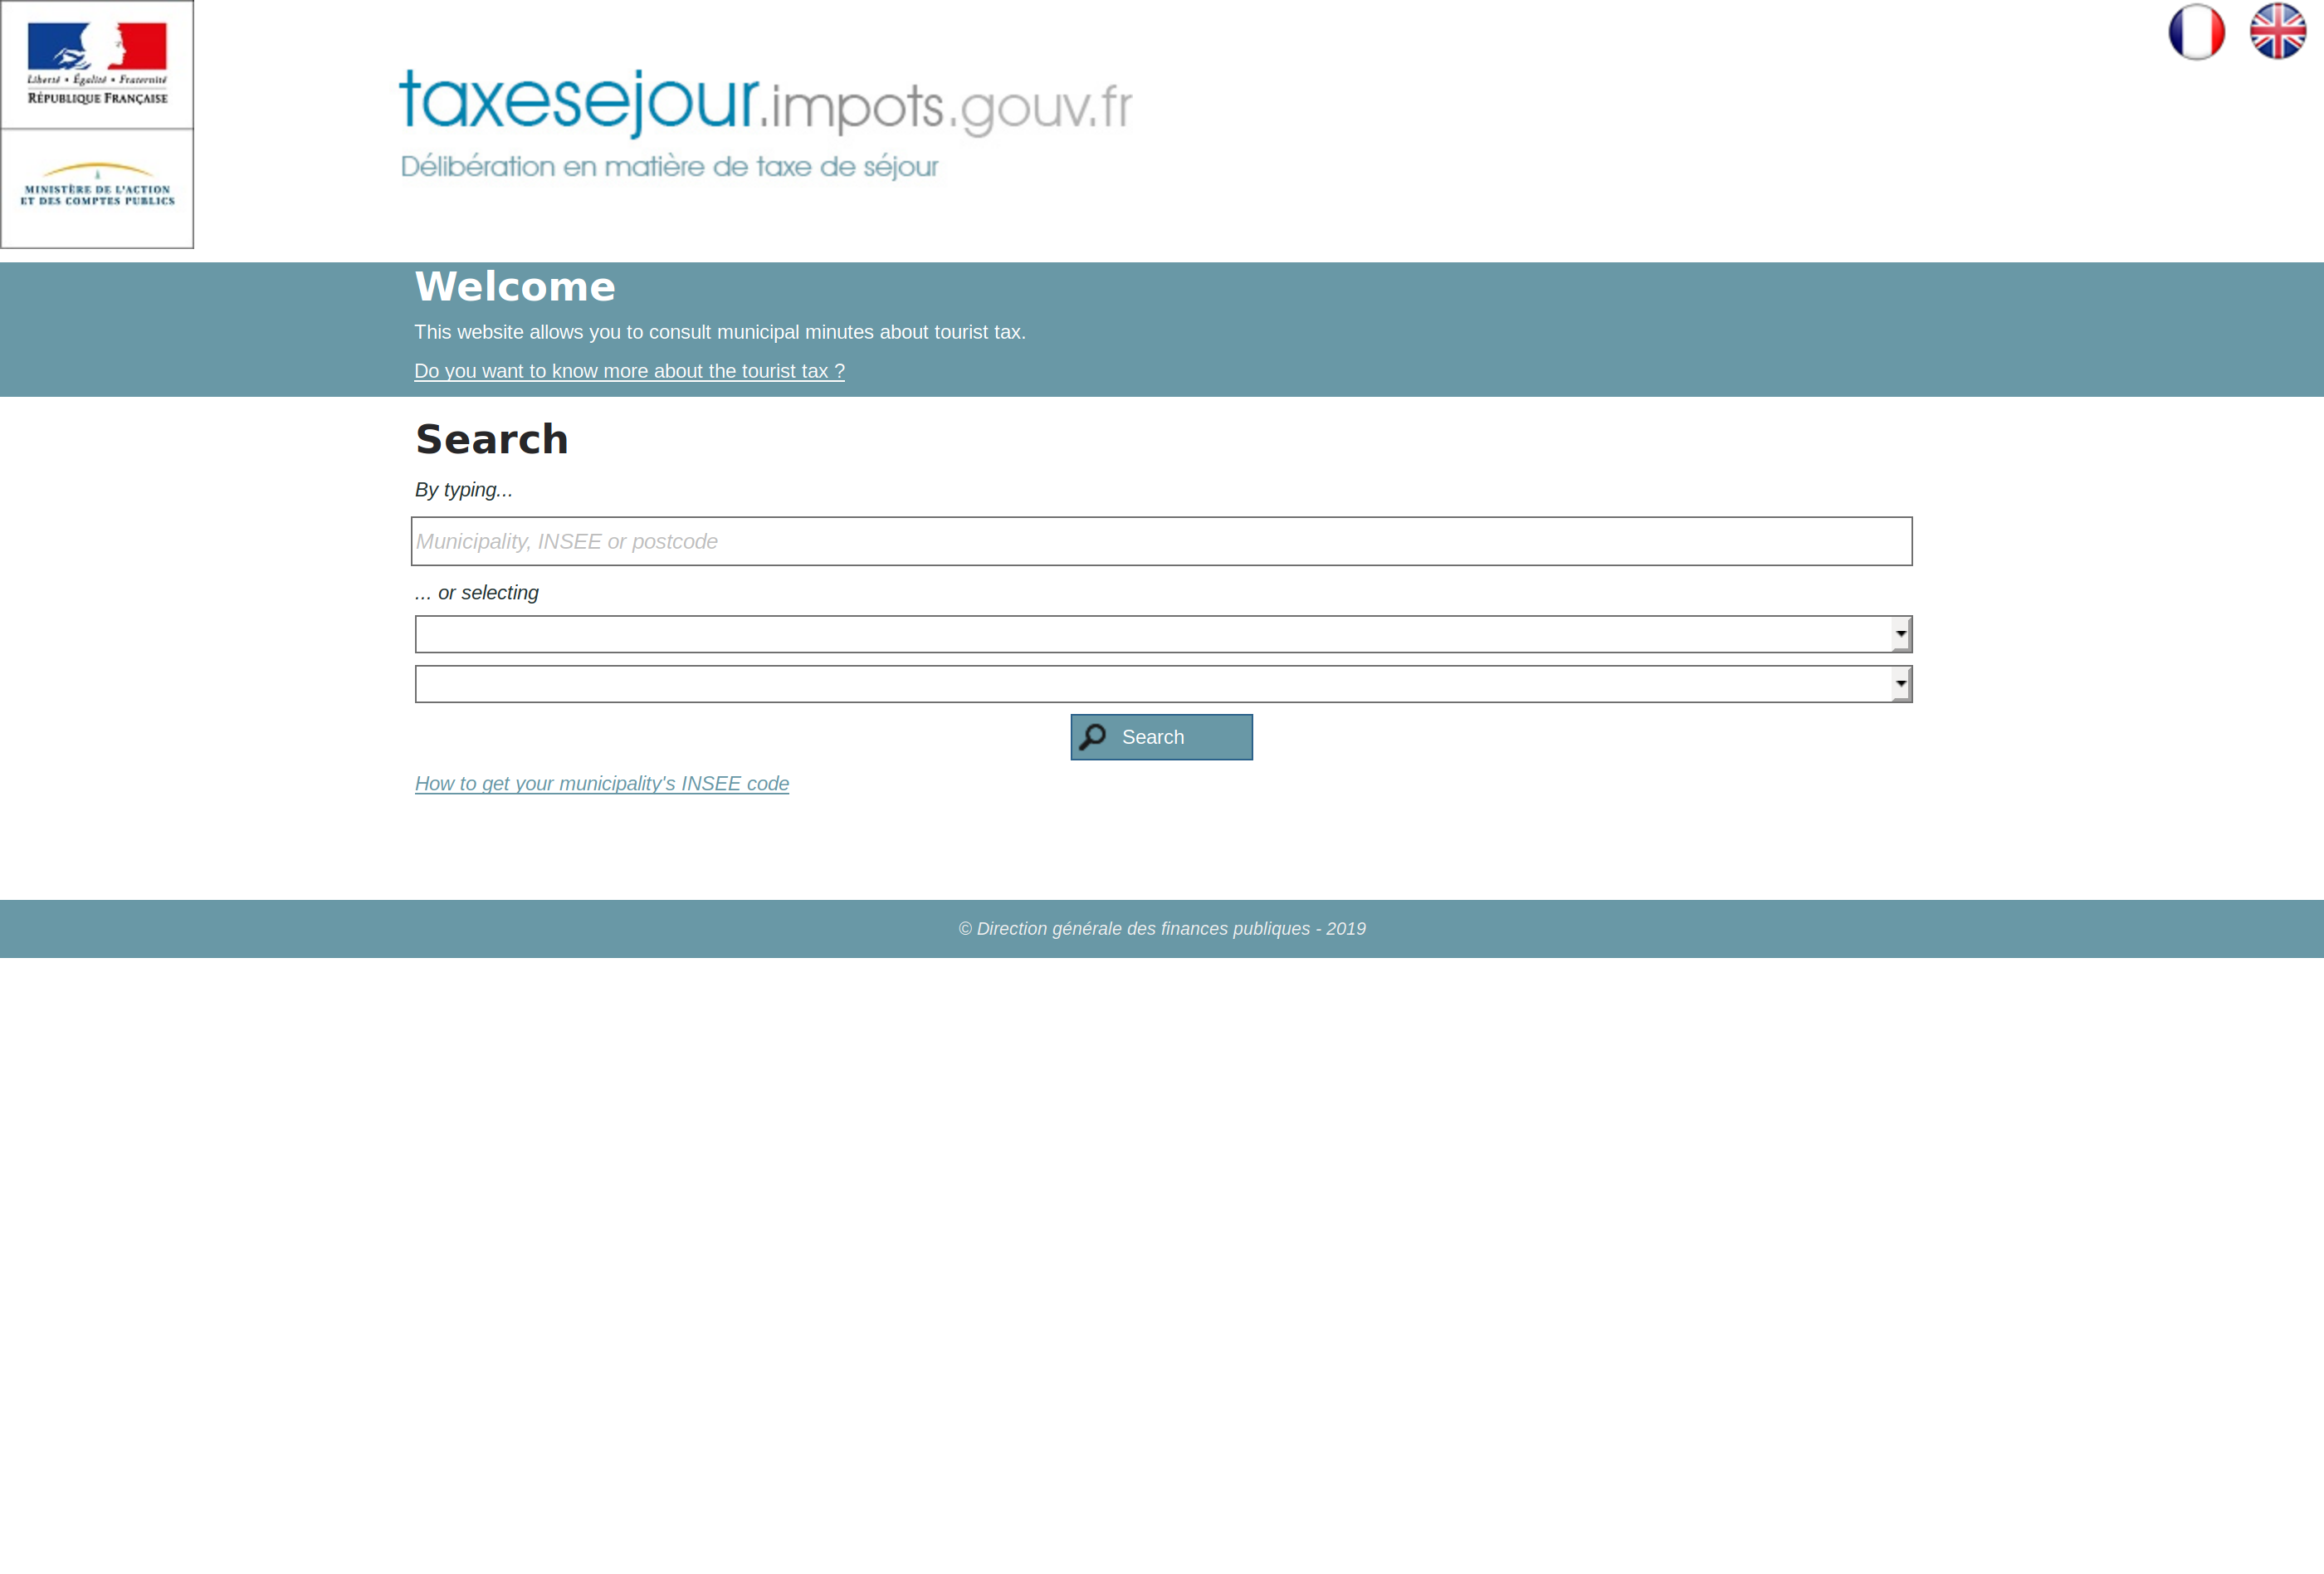 Liberté • Égalité • Fraternité
RÉPUBLIQUE FRANÇAISE
MINISTÈRE DE L'ACTION
ET DES COMPTES PUBLICS
taxesejour.impots.gouv.fr
Délibération en matière de taxe de séjour
Welcome
This website allows you to consult municipal minutes about tourist tax.
Do you want to know more about the tourist tax ?
Search
By typing...
Municipality, INSEE or postcode
... or selecting
Search
How to get your municipality's INSEE code
© Direction générale des finances publiques - 2019